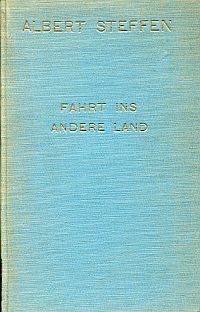 ALBERT STEFFEN
FAHRT INS
ANDERE LAND